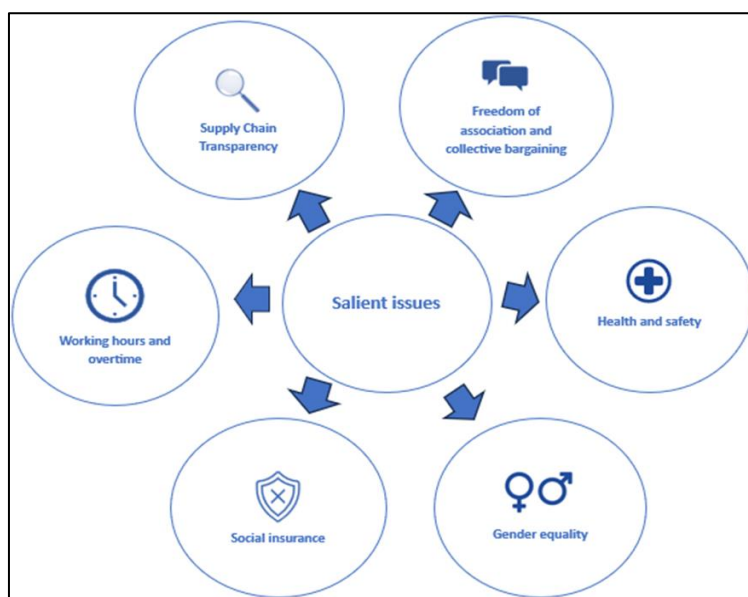 Supply Chain
Transparency
Freedom of
association and
collective bargaining
Salient issues
Working hours and
overtime
Health and safety
Social insurance
Gender equality